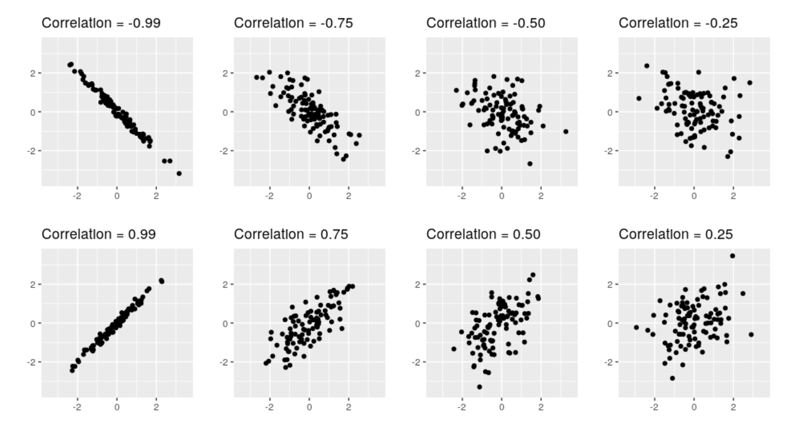 Correlation = -0.99 Correlation = -0.75 Correlation = -0.50 Correlation = -0.25
2 2 2 2
0 0 0 0
-2 -2 -2 -2
-2 0 2 -2 0 2 -2 0 2 -2 0 2
Correlation = 0.99 Correlation = 0.75 Correlation = 0.50 Correlation = 0.25
2 2 2 2
0 0 0 0
-2 -2 -2 -2
-2 0 2 -2 0 2 -2 0 2 -2 0 2